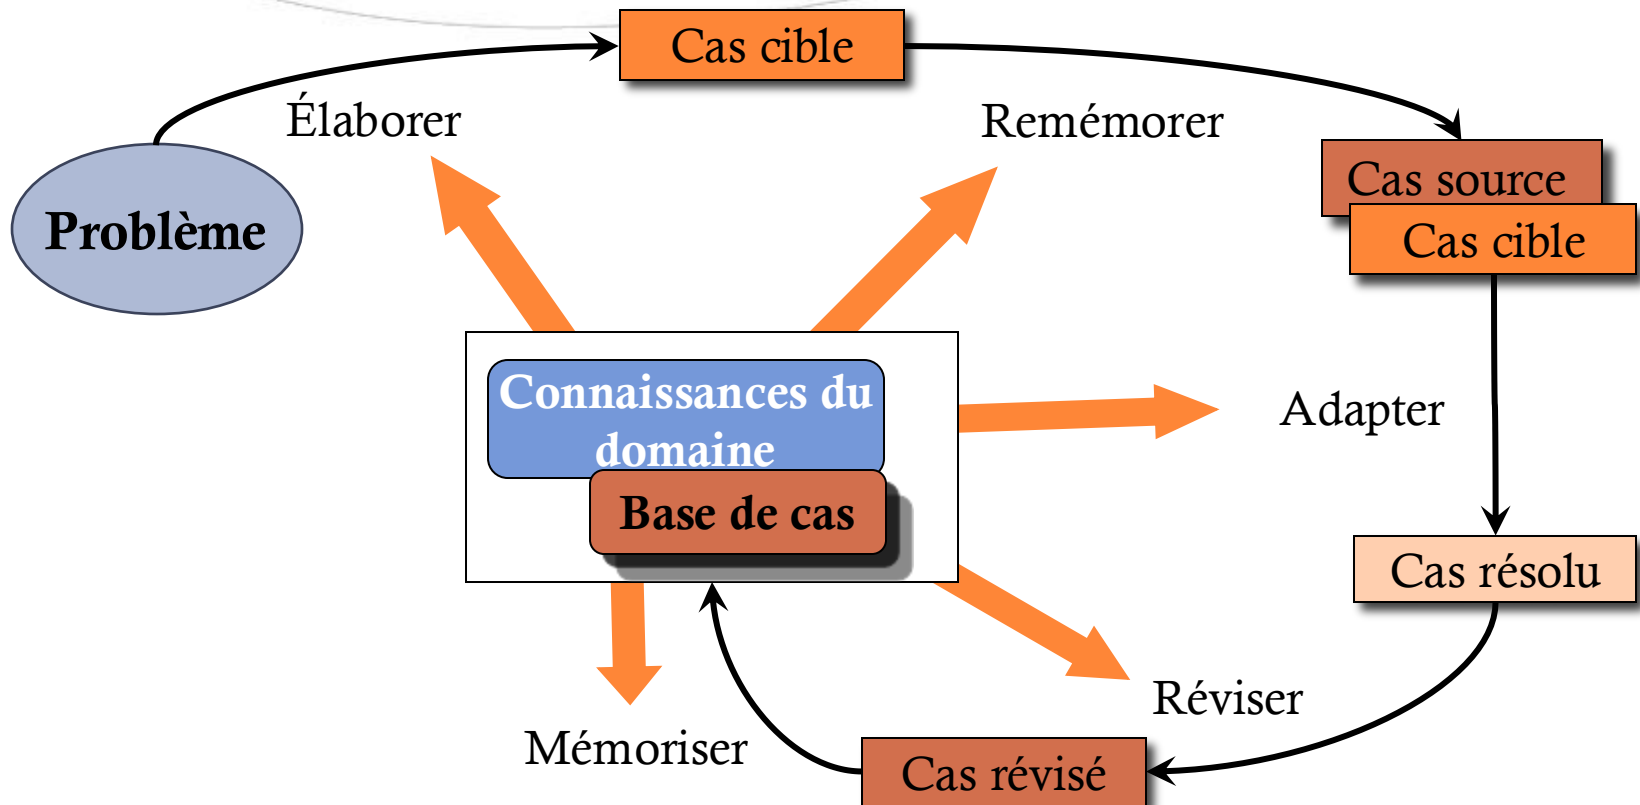 Cas cible
Élaborer
Remémorer
Problème
Cas source
Cas cible
Connaissances du
domaine
Base de cas
Adapter
Cas résolu
Réviser
Mémoriser
Cas révisé